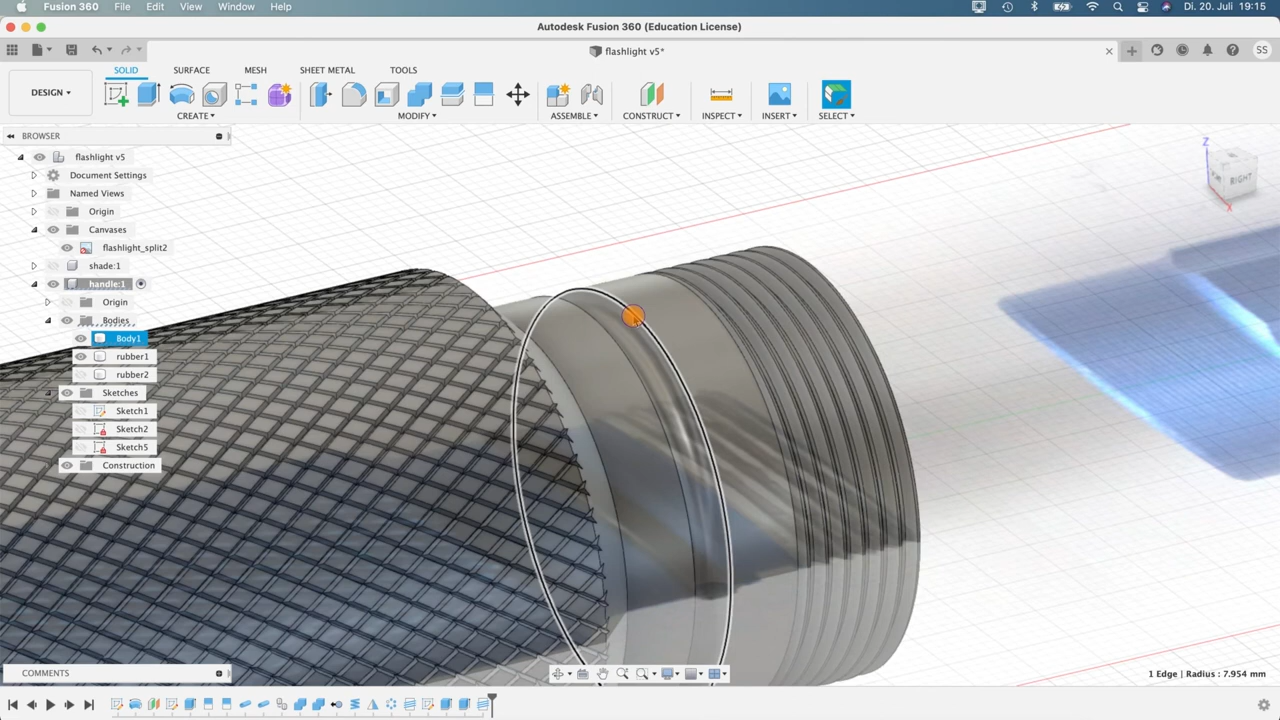 Fusion 360 File Edit View Window Help Di. 20. Juli 19:15
Autodesk Fusion 360 (Education License)
flashlight v5* SS
SOLID SURFACE MESH SHEET METAL TOOLS
DESIGN
CREATE MODIFY ASSEMBLE CONSTRUCT INSPECT INSERT SELECT
BROWSER
flashlight v5
Document Settings
Named Views
Origin
Canvases
flashlight_split2
shade:1
handle:1
Origin
Bodies
Body1
rubber1
rubber2
Sketches
Sketch1
Sketch2
Sketch5
Construction
Z
RIGHT
X
COMMENTS
1 Edge | Radius : 7.954 mm